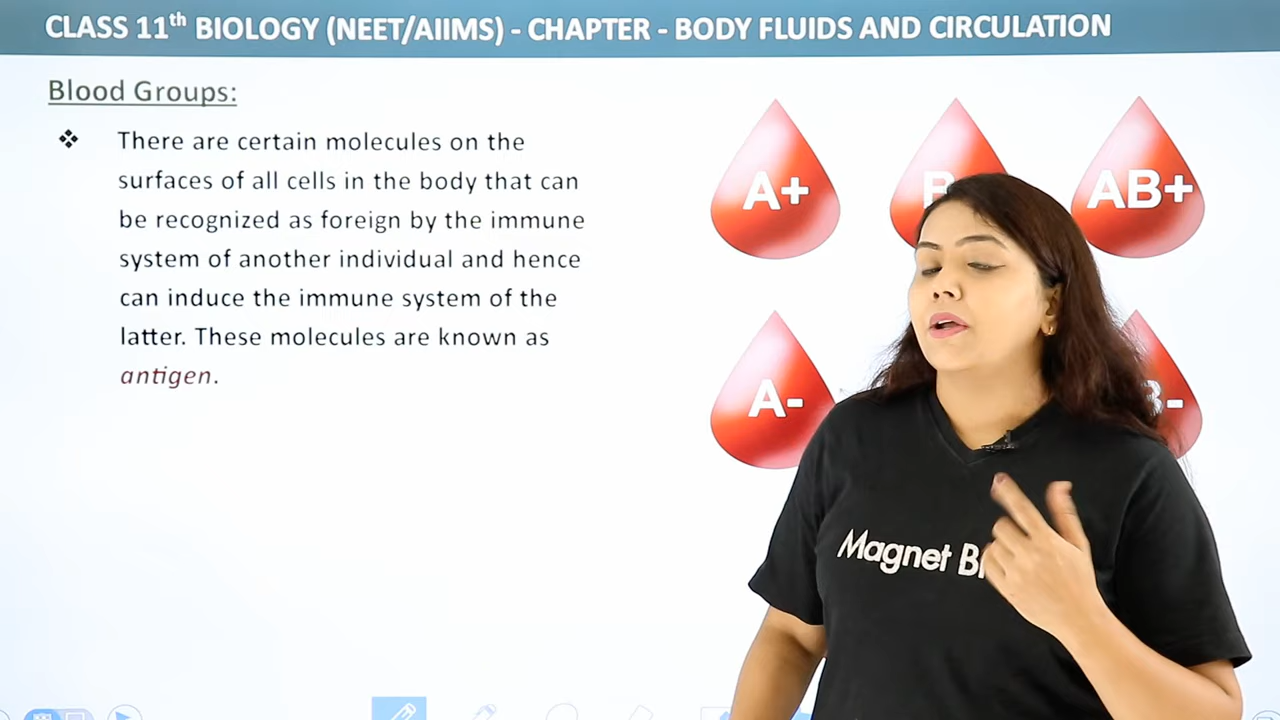 CLASS 11th BIOLOGY (NEET/AIIMS) - CHAPTER - BODY FLUIDS AND CIRCULATION
Blood Groups:
❖ There are certain molecules on the
surfaces of all cells in the body that can
be recognized as foreign by the immune
system of another individual and hence
can induce the immune system of the
latter. These molecules are known as
antigen.
A+
AB+
A-
Magnet